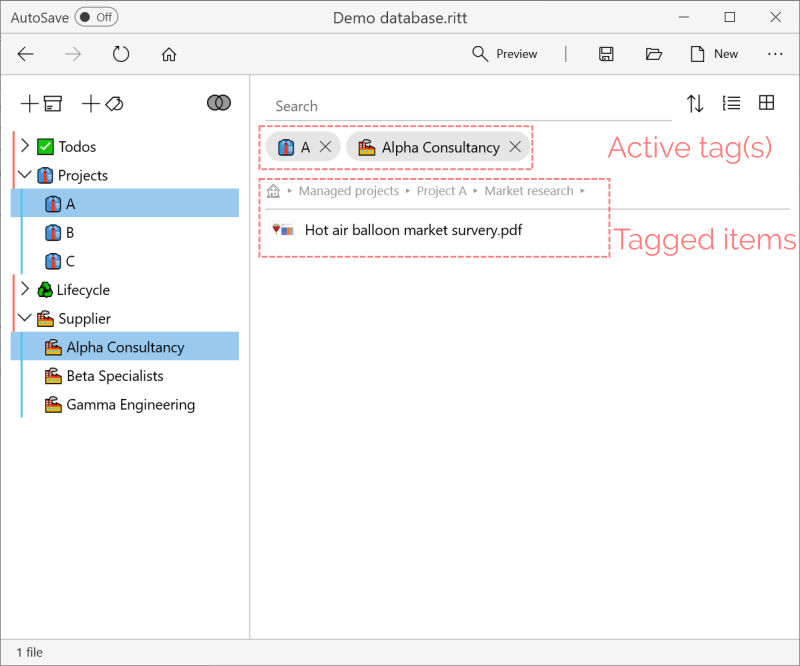 AutoSave Off Demo database.ritt
Preview New
Search
Todos
Projects
A
B
C
Lifecycle
Supplier
Alpha Consultancy
Beta Specialists
Gamma Engineering
A Alpha Consultancy Active tag(s)
Managed projects Project A Market research
Hot air balloon market survery.pdf Tagged items
1 file